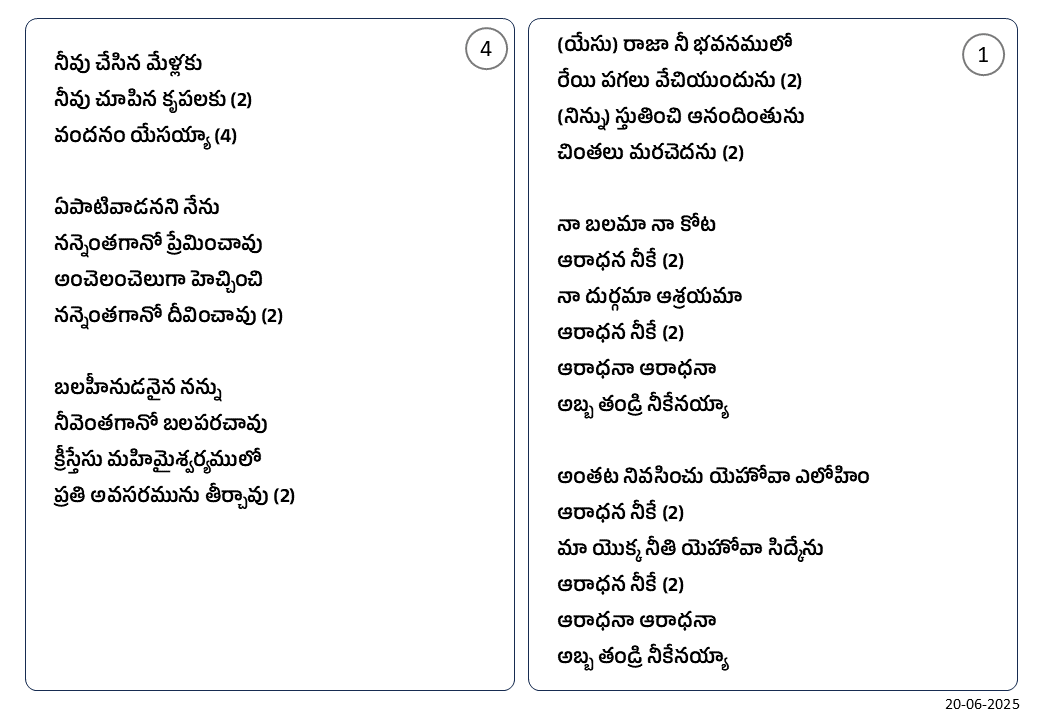 4
నీవు చేసిన మేళ్లకు
నీవు చూపిన కృపలకు (2)
వందనం యేసయ్యా (4)
ఏపాటివాడనని నేను
నన్నెంతగానో ప్రేమించావు
అంచెలంచెలుగా హెచ్చించి
నన్నెంతగానో దీవించావు (2)
బలహీనుడనైన నన్ను
నీవెంతగానో బలపరచావు
క్రీస్తేసు మహిమైశ్వర్యములో
ప్రతి అవసరమును తీర్చావు (2)
1
(యేసు) రాజా నీ భవనములో
రేయి పగలు వేచియుందును (2)
(నిన్ను) స్తుతించి ఆనందింతును
చింతలు మరచెదను (2)
నా బలమా నా కోట
ఆరాధన నీకే (2)
నా దుర్గమా ఆశ్రయమా
ఆరాధన నీకే (2)
ఆరాధనా ఆరాధనా
అబ్బ తండ్రి నీకేనయ్యా
అంతట నివసించు యెహోవా ఎలోహిం
ఆరాధన నీకే (2)
మా యొక్క నీతి యెహోవా సిద్కేను
ఆరాధన నీకే (2)
ఆరాధనా ఆరాధనా
అబ్బ తండ్రి నీకేనయ్యా
20-06-2025